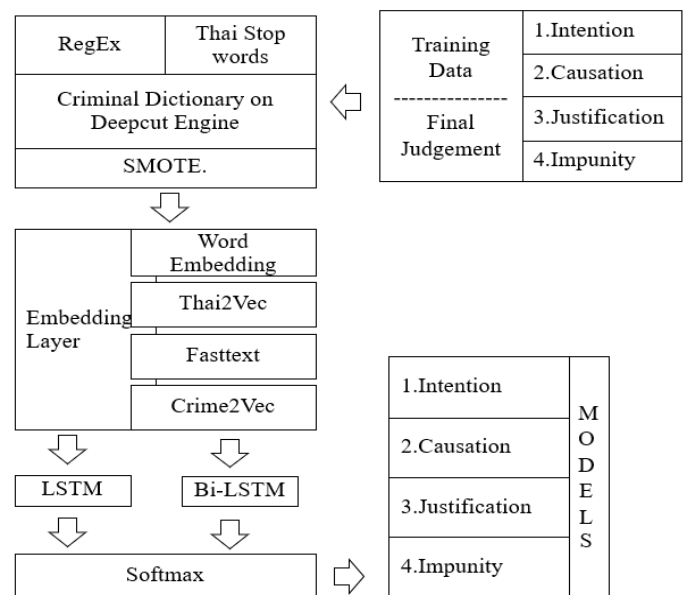 RegEx
Thai Stop
words
Criminal Dictionary on
Deepcut Engine
SMOTE.
Training
Data
Final
Judgement
1.Intention
2.Causation
3.Justification
4.Impunity
Embedding
Layer
Word
Embedding
Thai2Vec
Fasttext
Crime2Vec
LSTM
Bi-LSTM
Softmax
1.Intention
2.Causation
3.Justification
4.Impunity
M
O
D
E
L
S